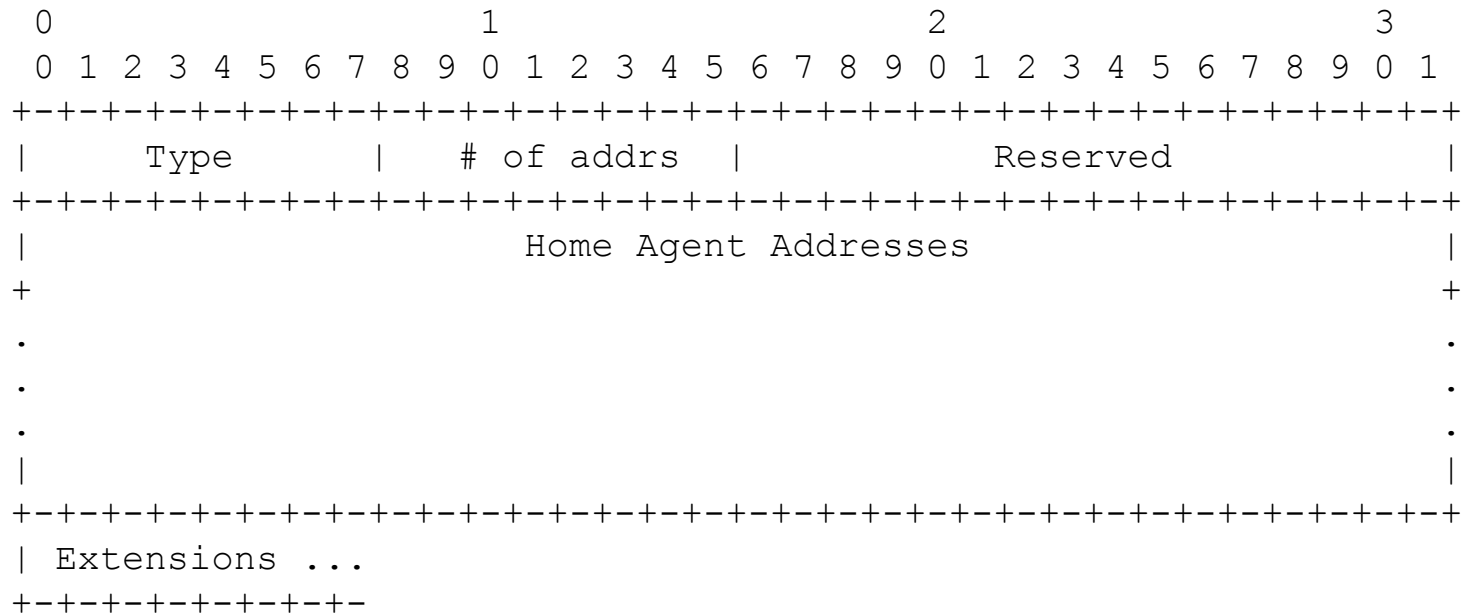 0                   1                   2                   3
 0 1 2 3 4 5 6 7 8 9 0 1 2 3 4 5 6 7 8 9 0 1 2 3 4 5 6 7 8 9 0 1
+-+-+-+-+-+-+-+-+-+-+-+-+-+-+-+-+-+-+-+-+-+-+-+-+-+-+-+-+-+-+-+-+
|     Type      |   # of addrs  |           Reserved            |
+-+-+-+-+-+-+-+-+-+-+-+-+-+-+-+-+-+-+-+-+-+-+-+-+-+-+-+-+-+-+-+-+
|                      Home Agent Addresses                     |
+                                                               +
.                                                               .
.                                                               .
.                                                               .
|                                                               |
+-+-+-+-+-+-+-+-+-+-+-+-+-+-+-+-+-+-+-+-+-+-+-+-+-+-+-+-+-+-+-+-+
| Extensions ...
+-+-+-+-+-+-+-+-